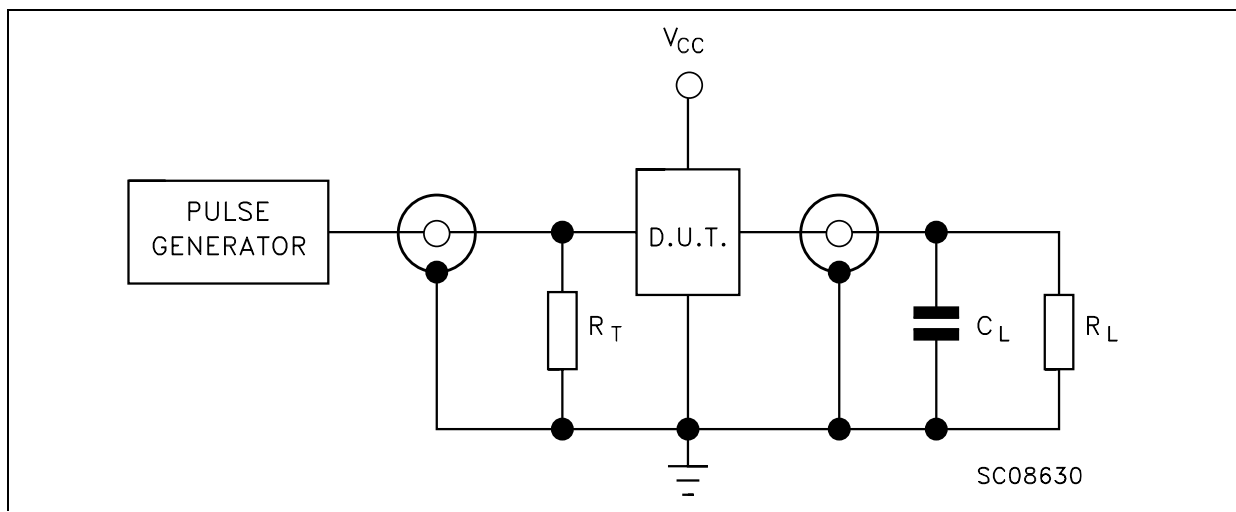 VCC
PULSE
GENERATOR
D.U.T.
RT
CL
RL
SC08630